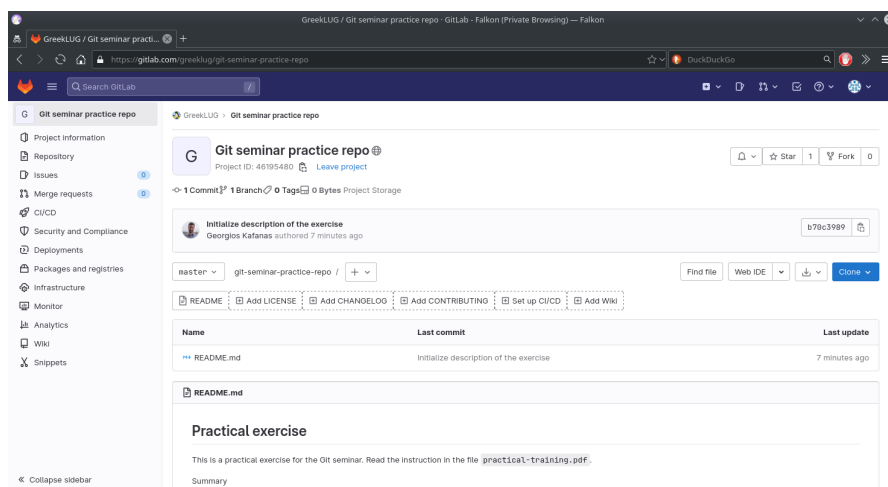 GreekLUG / Git seminar practice repo · GitLab - Falkon (Private Browsing) — Falkon
GreekLUG / Git seminar practi...
https://gitlab.com/greeklug/git-seminar-practice-repo
DuckDuckGo
Search GitLab
/
G Git seminar practice repo
Project information
Repository
Issues 0
Merge requests 0
CI/CD
Security and Compliance
Deployments
Packages and registries
Infrastructure
Monitor
Analytics
Wiki
Snippets
Collapse sidebar
GreekLUG › Git seminar practice repo
G
Git seminar practice repo
Project ID: 46195480 Leave project
Star 1 Fork 0
1 Commit 1 Branch 0 Tags 0 Bytes Project Storage
Initialize description of the exercise
Georgios Kafanas authored 7 minutes ago
b70c3989
master git-seminar-practice-repo / +
Find file Web IDE Clone
README Add LICENSE Add CHANGELOG Add CONTRIBUTING Set up CI/CD Add Wiki
Name Last commit Last update
README.md Initialize description of the exercise 7 minutes ago
README.md
Practical exercise
This is a practical exercise for the Git seminar. Read the instruction in the file practical-training.pdf.
Summary